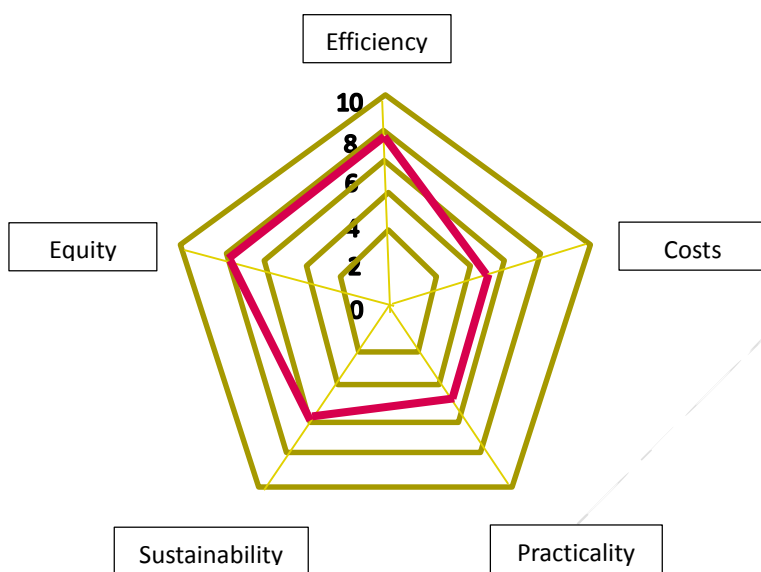 Efficiency
10
8
6
4
2
0
Equity
Costs
Sustainability
Practicality